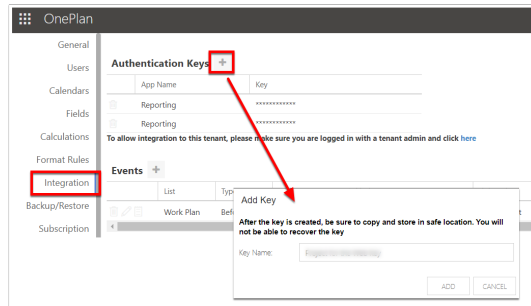 OnePlan
General
Users
Calendars
Fields
Calculations
Format Rules
Integration
Backup/Restore
Subscription
Authentication Keys +
App Name Key
Reporting ************
Reporting ************
To allow integration to this tenant, please make sure you are logged in with a tenant admin and click here
Events +
List
Work Plan
Add Key
After the key is created, be sure to copy and store in safe location. You will
not be able to recover the key
Key Name:
ADD CANCEL